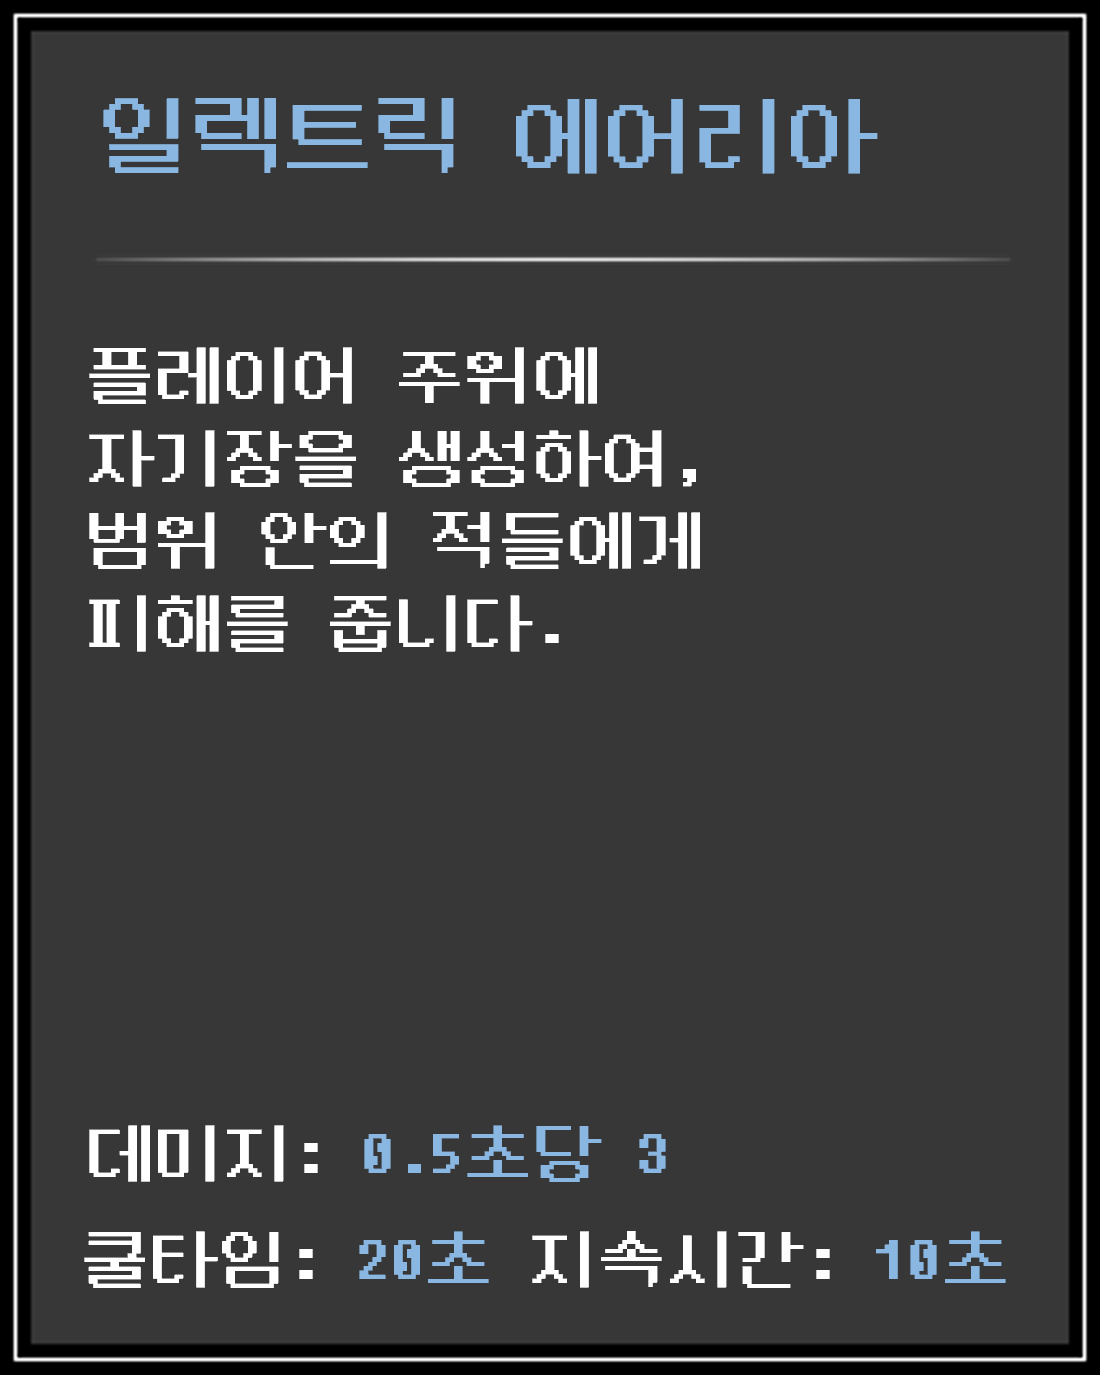 일렉트릭 에어리아
플레이어 주위에
자기장을 생성하여,
범위 안의 적들에게
피해를 줍니다.
데미지: 0.5초당 3
쿨타임: 20초 지속시간: 10초